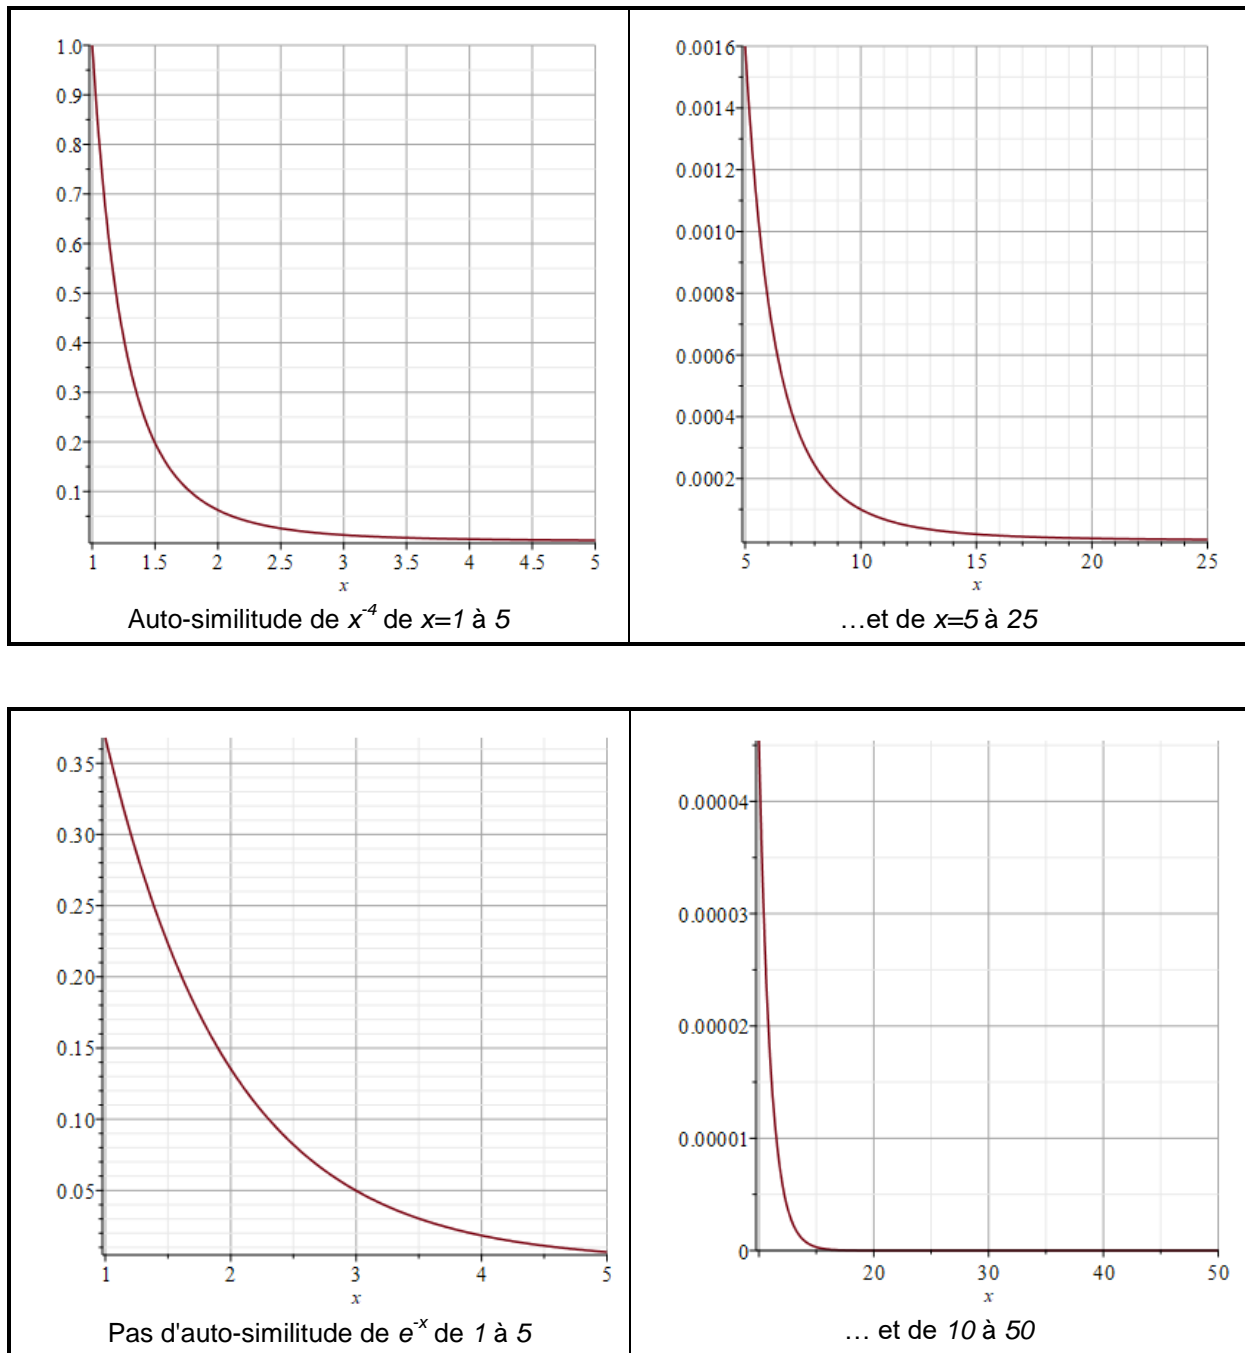 1.0
0.9
0.8
0.7
0.6
0.5
0.4
0.3
0.2
0.1
1 1.5 2 2.5 3 3.5 4 4.5 5
x
Auto-similitude de x^-4 de x=1 à 5
0.0016
0.0014
0.0012
0.0010
0.0008
0.0006
0.0004
0.0002
5 10 15 20 25
x
…et de x=5 à 25
0.35
0.30
0.25
0.20
0.15
0.10
0.05
1 2 3 4 5
x
Pas d'auto-similitude de e^-x de 1 à 5
0.00004
0.00003
0.00002
0.00001
0
20 30 40 50
x
… et de 10 à 50